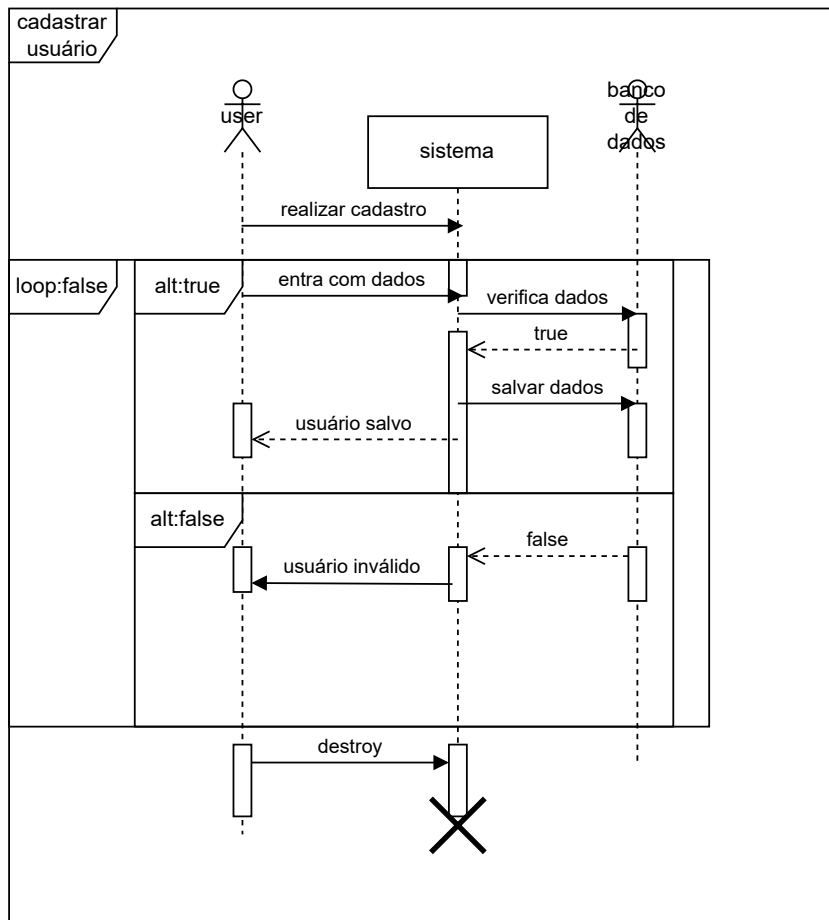 cadastrar
usuário
user
banco
de
dados
sistema
realizar cadastro
loop:false
alt:true
entra com dados
verifica dados
true
salvar dados
usuário salvo
alt:false
false
usuário inválido
destroy